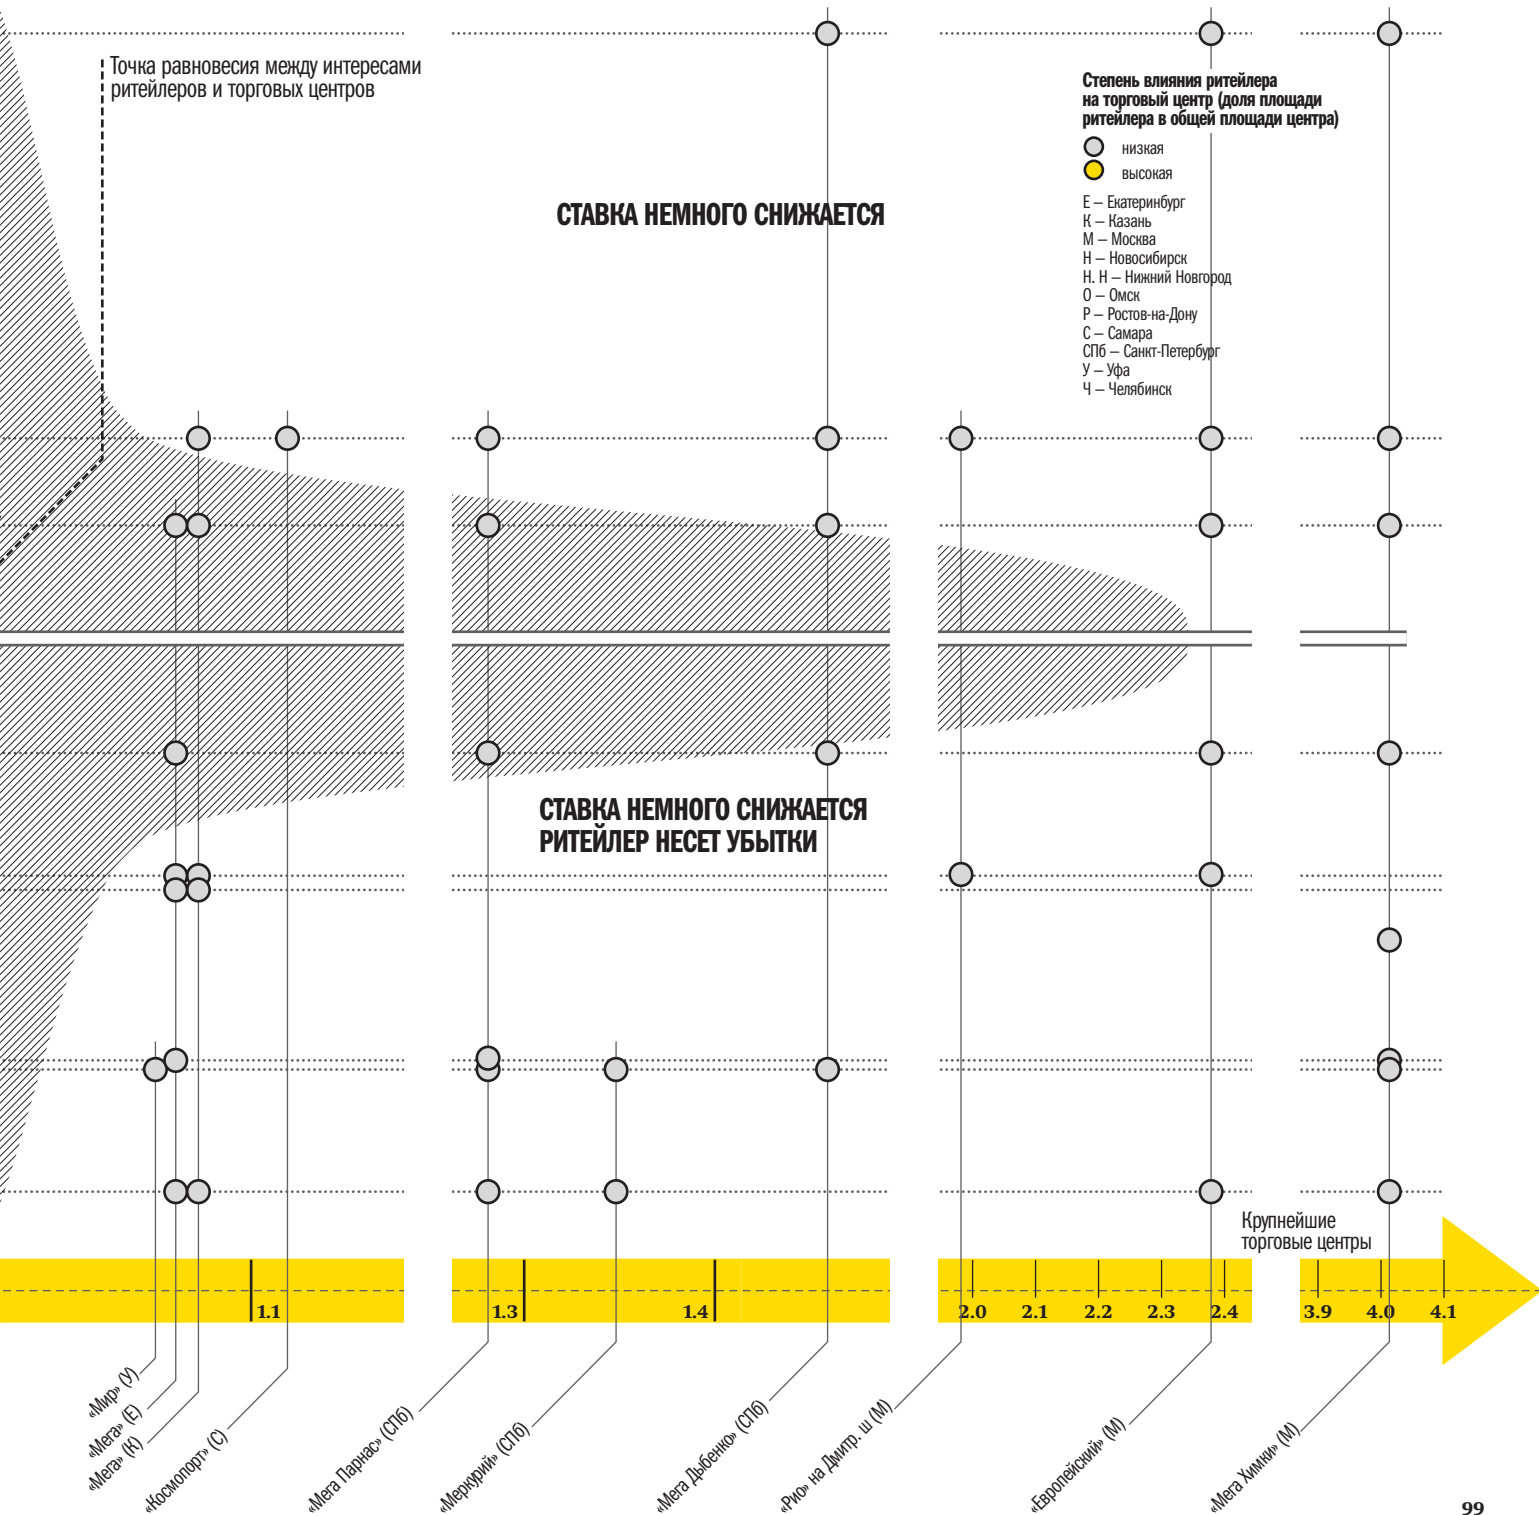 Точка равновесия между интересами
ритейлеров и торговых центров
Степень влияния ритейлера
на торговый центр (доля площади
ритейлера в общей площади центра)
низкая
высокая
Е – Екатеринбург
К – Казань
М – Москва
Н – Новосибирск
Н. Н – Нижний Новгород
О – Омск
Р – Ростов-на-Дону
С – Самара
СПб – Санкт-Петербург
У – Уфа
Ч – Челябинск
СТАВКА НЕМНОГО СНИЖАЕТСЯ
СТАВКА НЕМНОГО СНИЖАЕТСЯ
РИТЕЙЛЕР НЕСЕТ УБЫТКИ
Крупнейшие
торговые центры
1.1
1.3
1.4
2.0
2.1
2.2
2.3
2.4
3.9
4.0
4.1
«Мир» (У)
«Мега» (Е)
«Мега» (К)
«Космопорт» (С)
«Мега Парнас» (СПб)
«Меркурий» (СПб)
«Мега Дыбенко» (СПб)
«Рио» на Дмитр. ш (М)
«Европейский» (М)
«Мега Химки» (М)
99